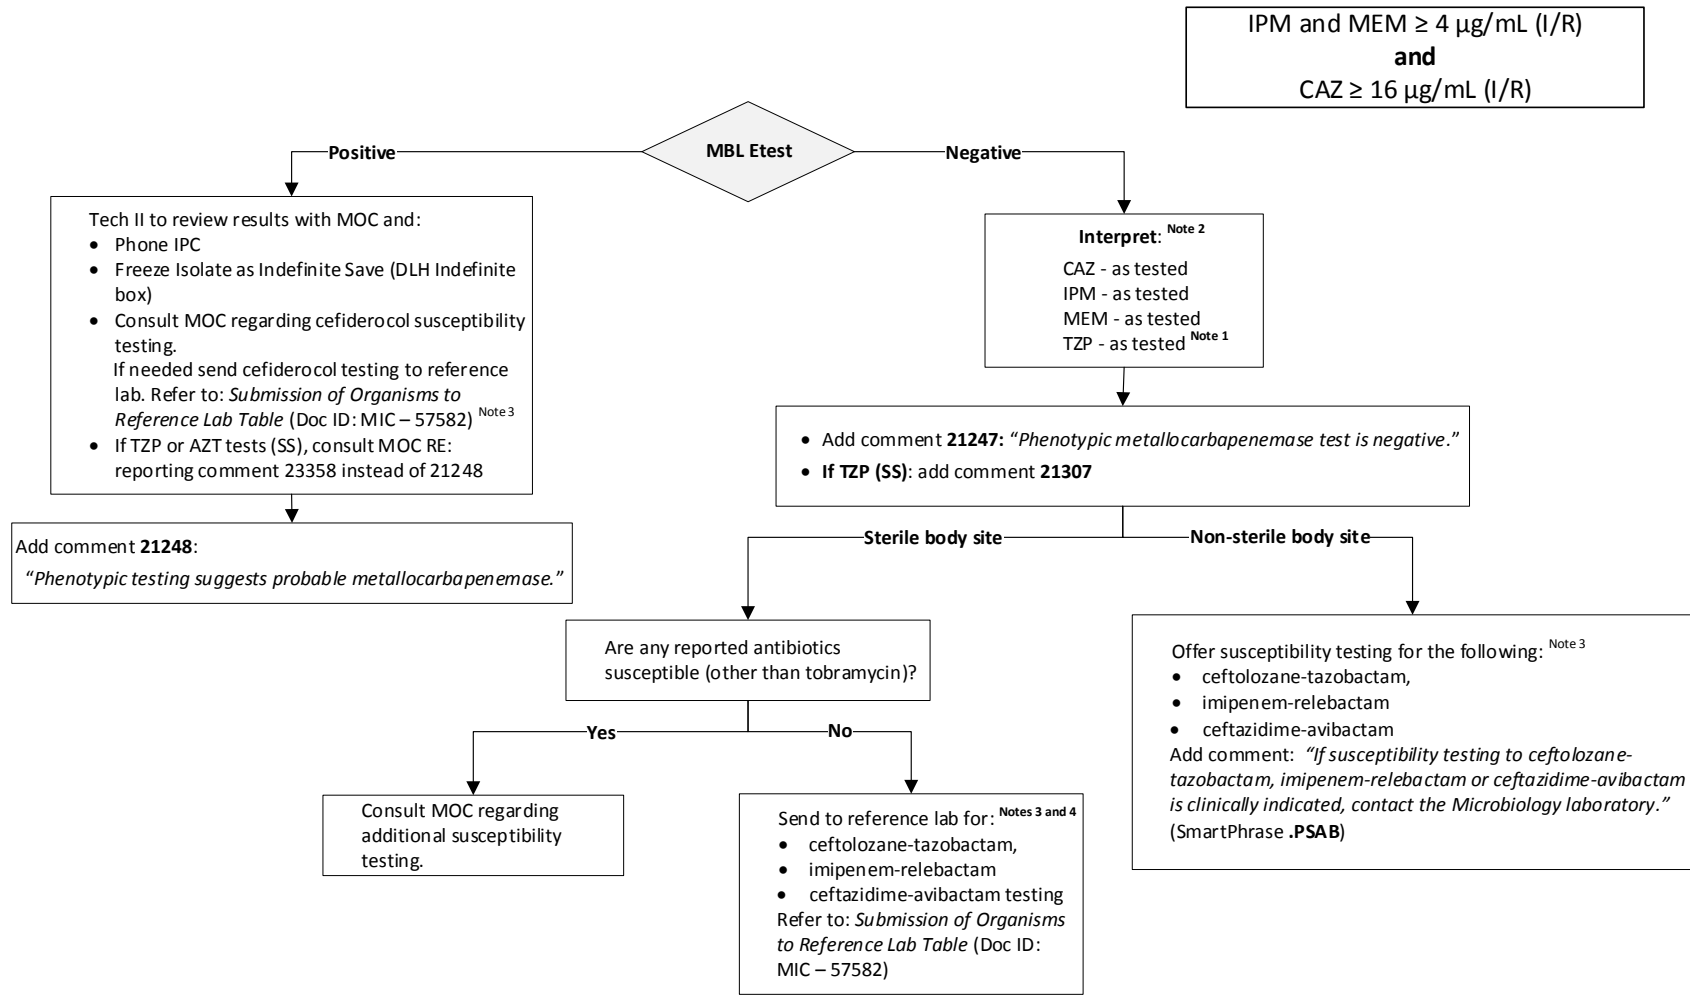 IPM and MEM ≥ 4 µg/mL (I/R)
and
CAZ ≥ 16 µg/mL (I/R)
MBL Etest
Positive
Negative
Tech II to review results with MOC and:
• Phone IPC
• Freeze Isolate as Indefinite Save (DLH Indefinite
box)
• Consult MOC regarding cefiderocol susceptibility
testing.
If needed send cefiderocol testing to reference
lab. Refer to: Submission of Organisms to
Reference Lab Table (Doc ID: MIC – 57582) Note 3
• If TZP or AZT tests (SS), consult MOC RE:
reporting comment 23358 instead of 21248
Add comment 21248:
“Phenotypic testing suggests probable metallocarbapenemase.”
Interpret: Note 2
CAZ - as tested
IPM - as tested
MEM - as tested
TZP - as tested Note 1
• Add comment 21247: “Phenotypic metallocarbapenemase test is negative.”
• If TZP (SS): add comment 21307
Sterile body site
Non-sterile body site
Are any reported antibiotics
susceptible (other than tobramycin)?
Yes
No
Consult MOC regarding
additional susceptibility
testing.
Send to reference lab for: Notes 3 and 4
• ceftolozane-tazobactam,
• imipenem-relebactam
• ceftazidime-avibactam testing
Refer to: Submission of Organisms
to Reference Lab Table (Doc ID:
MIC – 57582)
Offer susceptibility testing for the following: Note 3
• ceftolozane-tazobactam,
• imipenem-relebactam
• ceftazidime-avibactam
Add comment: “If susceptibility testing to ceftolozane-
tazobactam, imipenem-relebactam or ceftazidime-avibactam
is clinically indicated, contact the Microbiology laboratory.”
(SmartPhrase .PSAB)